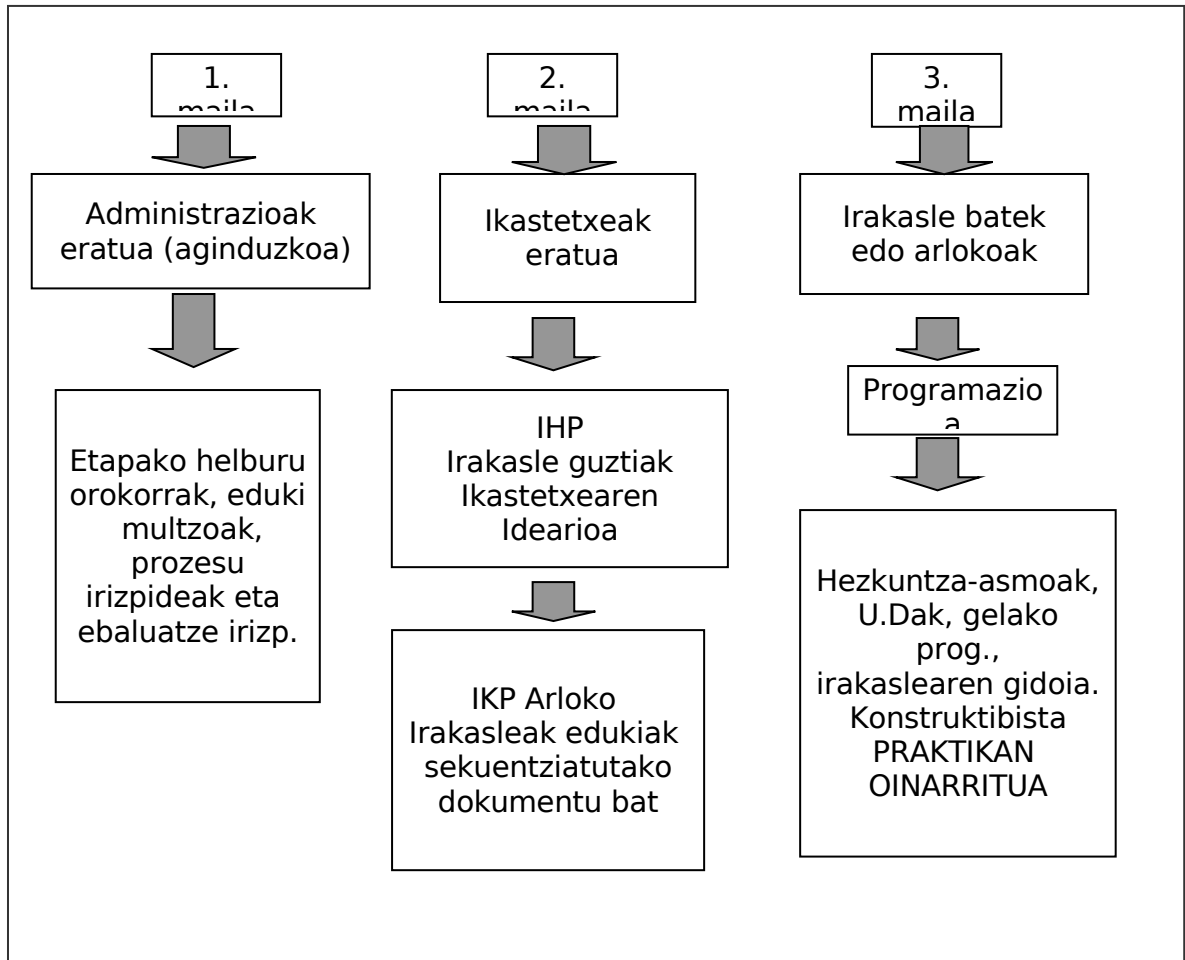 1.
maila
Administrazioak
eratua (aginduzkoa)
Etapako helburu
orokorrak, eduki
multzoak,
prozesu
irizpideak eta
ebaluatze irizp.
2.
maila
Ikastetxeak
eratua
IHP
Irakasle guztiak
Ikastetxearen
Idearioa
IKP Arloko
Irakasleak edukiak
sekuentziatutako
dokumentu bat
3.
maila
Irakasle batek
edo arlokoak
Programazio
a
Hezkuntza-asmoak,
U.Dak, gelako
prog.,
irakaslearen gidoia.
Konstruktibista
PRAKTIKAN
OINARRITUA